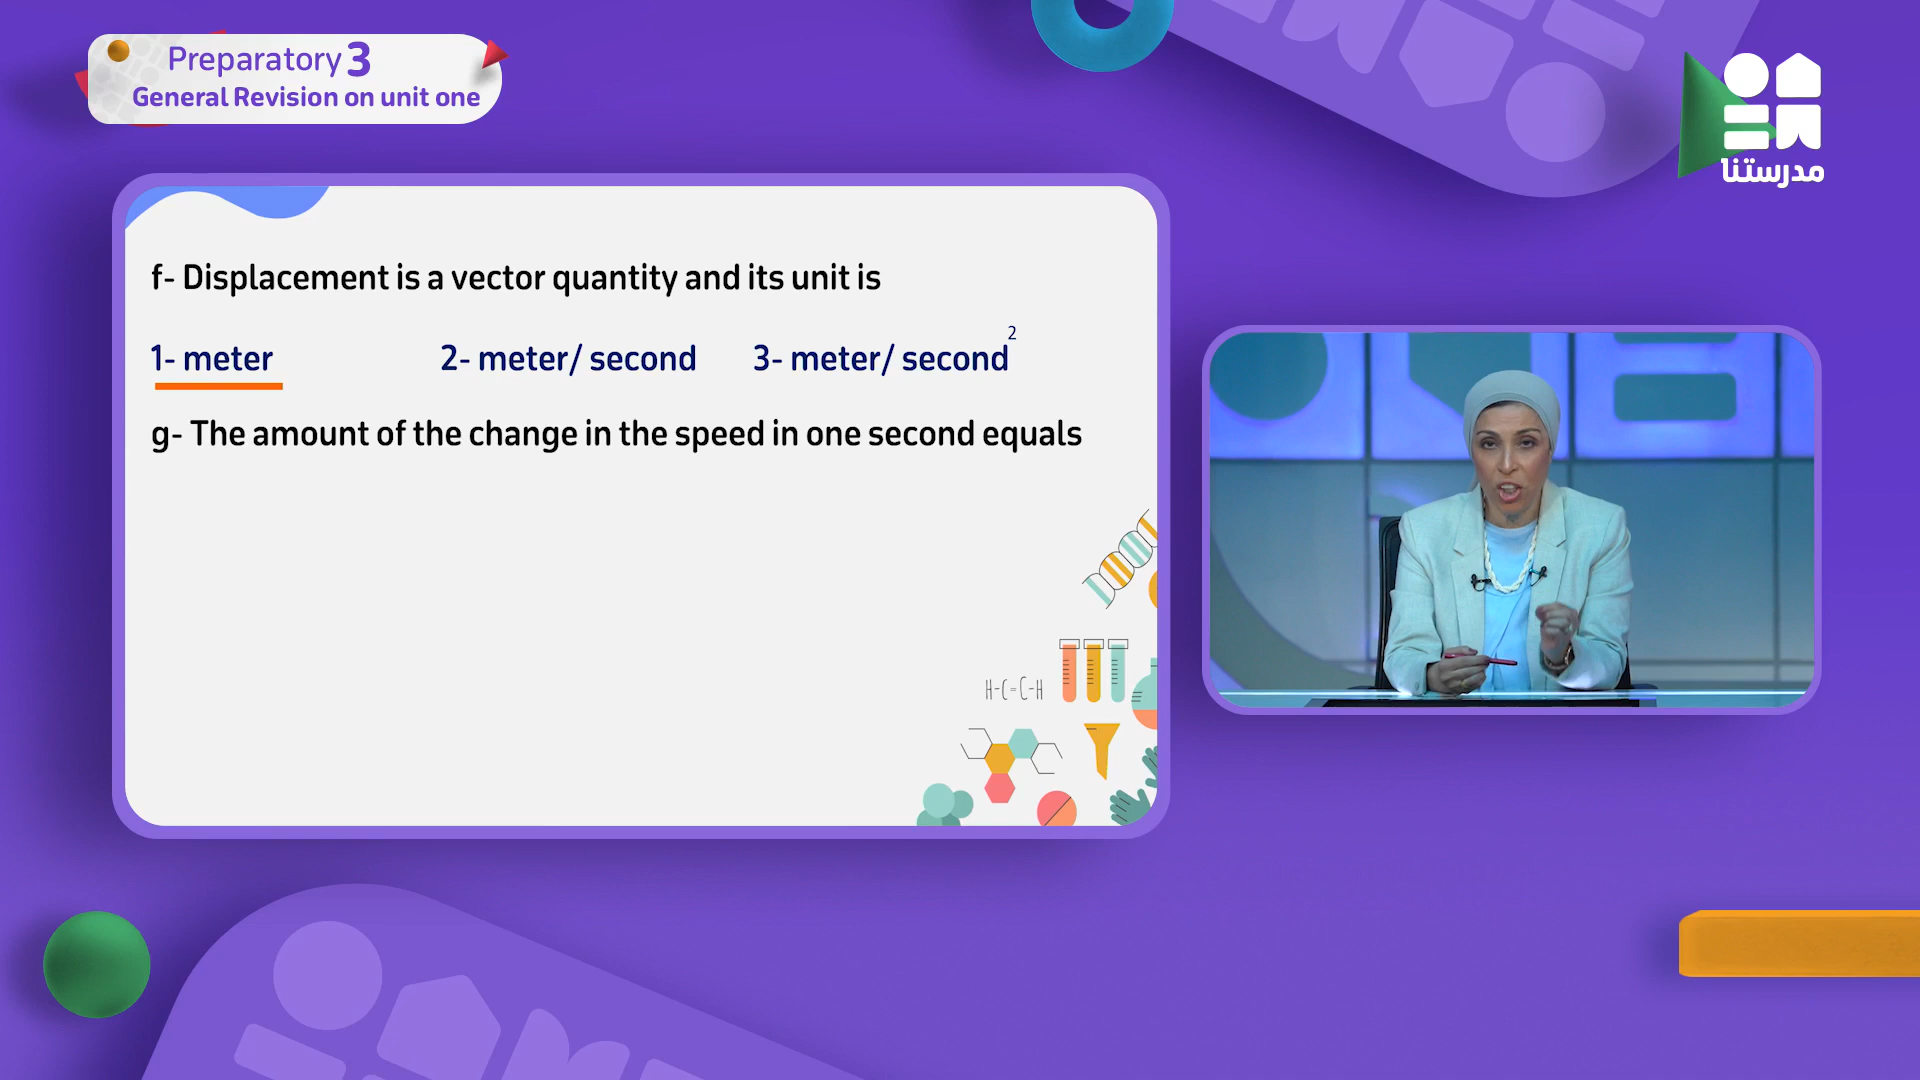 Preparatory 3
General Revision on unit one
مدرستنا
f- Displacement is a vector quantity and its unit is
1- meter 2- meter/ second 3- meter/ second²
g- The amount of the change in the speed in one second equals
H-C=C-H